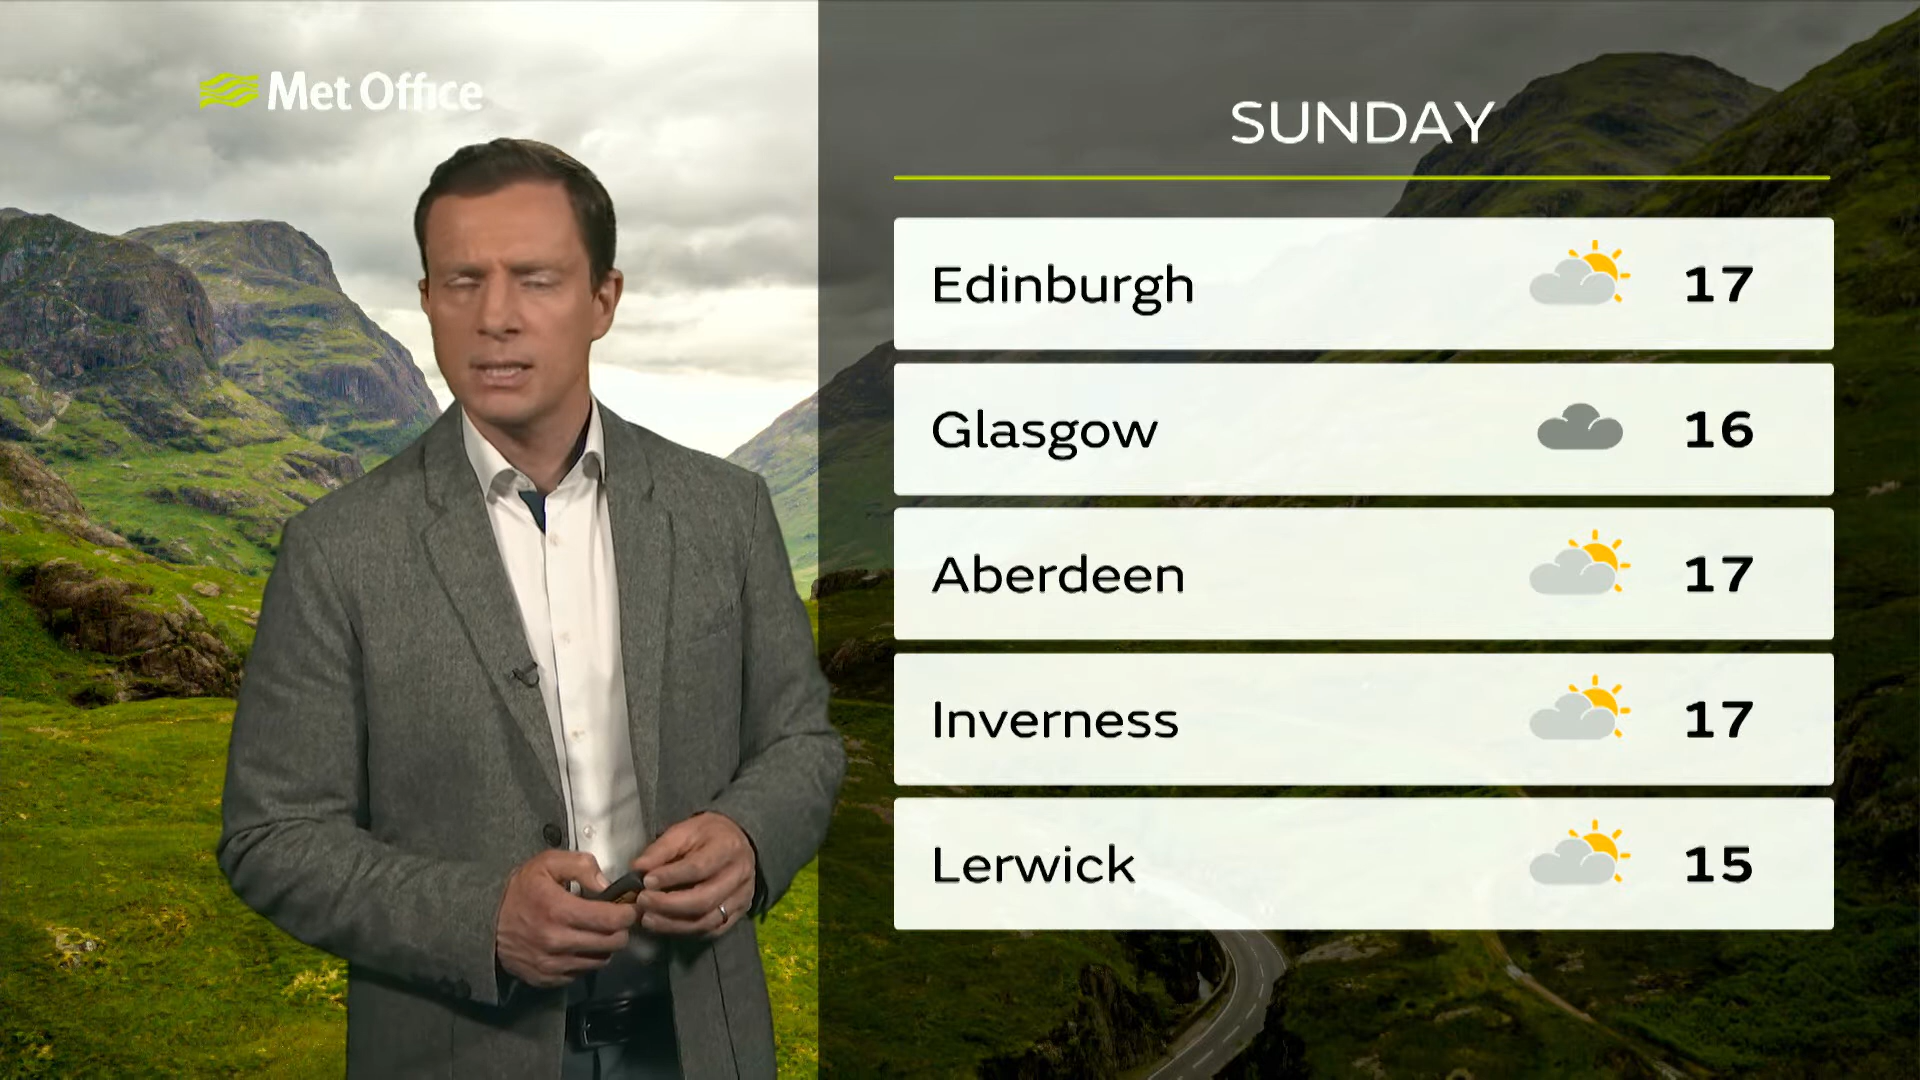 Met Office
SUNDAY
Edinburgh 17
Glasgow 16
Aberdeen 17
Inverness 17
Lerwick 15